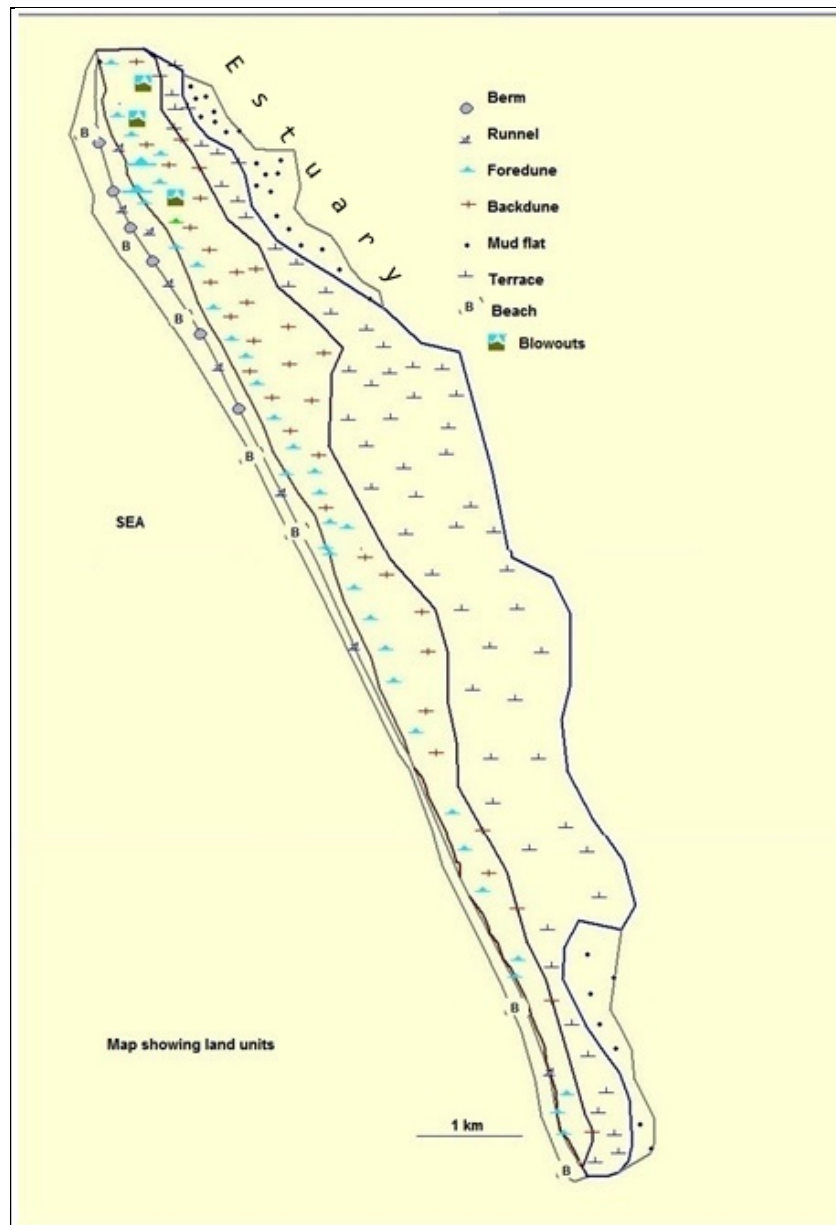 Estuary
Berm
Runnel
Foredune
Backdune
Mud flat
Terrace
B Beach
Blowouts
B
B
B
B
SEA
B
Map showing land units
B
1 km
B